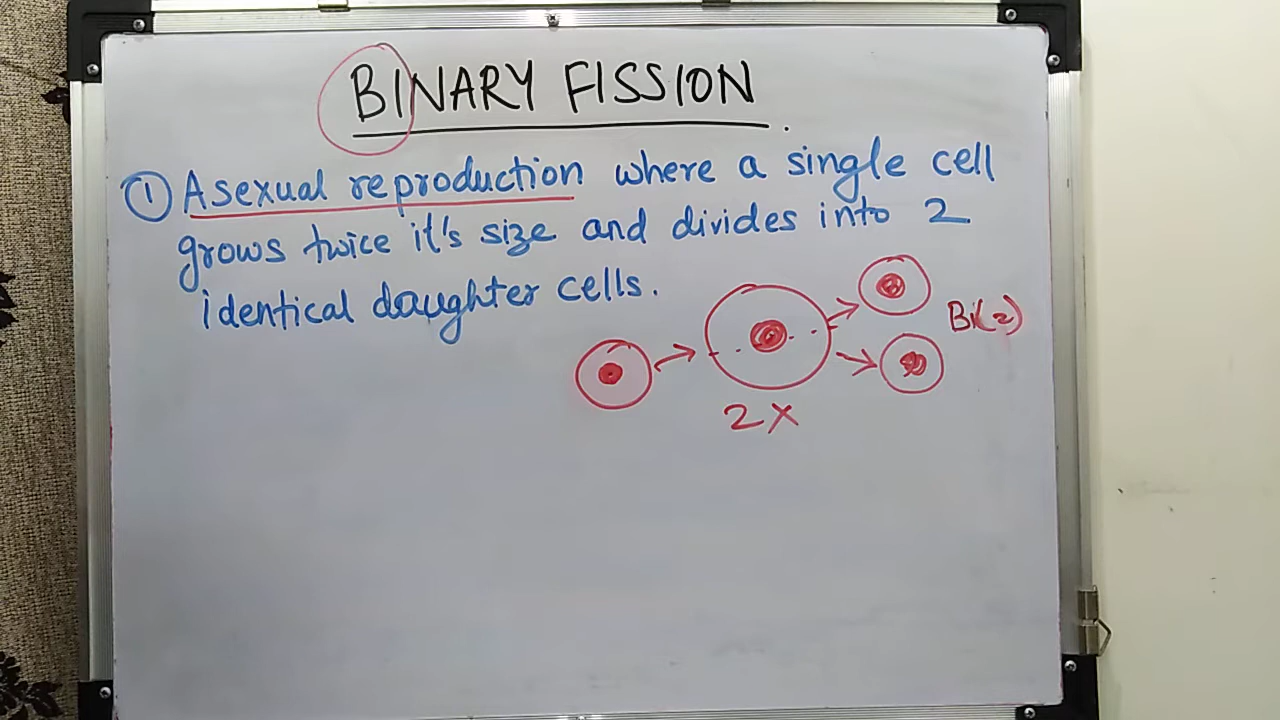 BINARY FISSION.
① Asexual reproduction where a single cell
grows twice it's size and divides into 2
identical daughter cells.
Bi(2)
2X